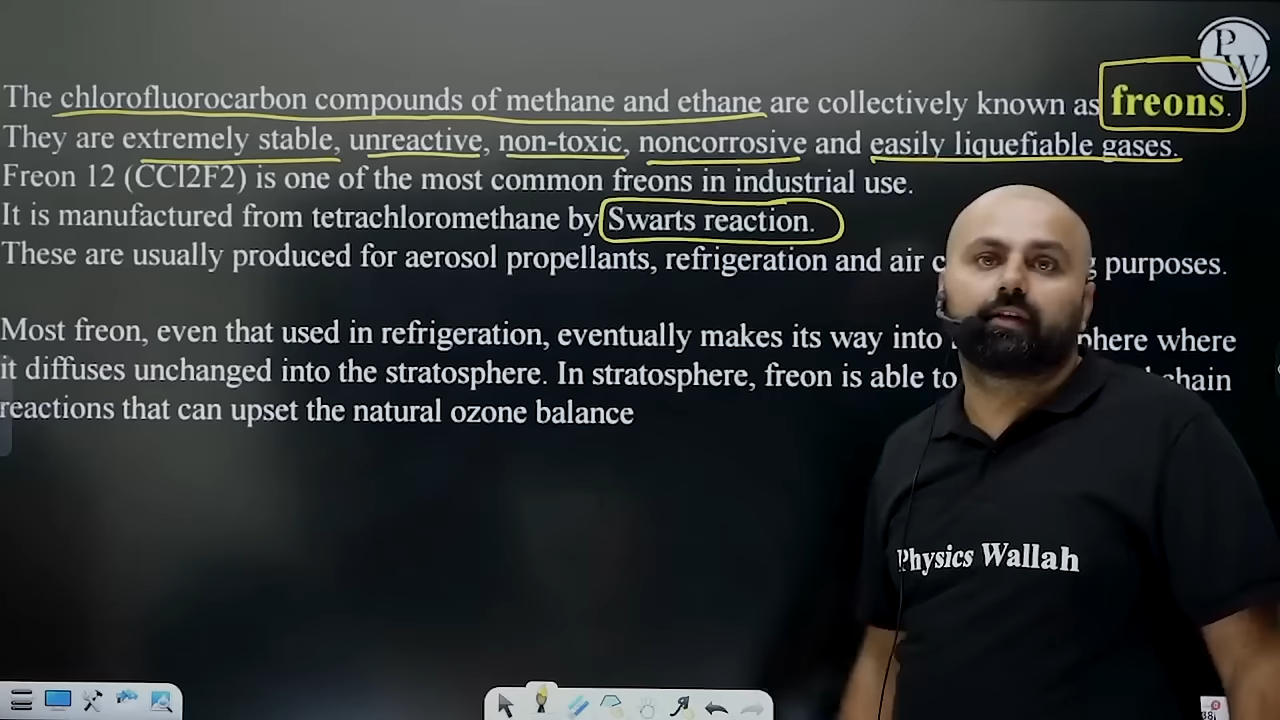 PW
The chlorofluorocarbon compounds of methane and ethane are collectively known as freons.
They are extremely stable, unreactive, non-toxic, noncorrosive and easily liquefiable gases.
Freon 12 (CCl2F2) is one of the most common freons in industrial use.
It is manufactured from tetrachloromethane by Swarts reaction.
These are usually produced for aerosol propellants, refrigeration and air purposes.
Most freon, even that used in refrigeration, eventually makes its way into where
it diffuses unchanged into the stratosphere. In stratosphere, freon is able to chain
reactions that can upset the natural ozone balance
Physics Wallah